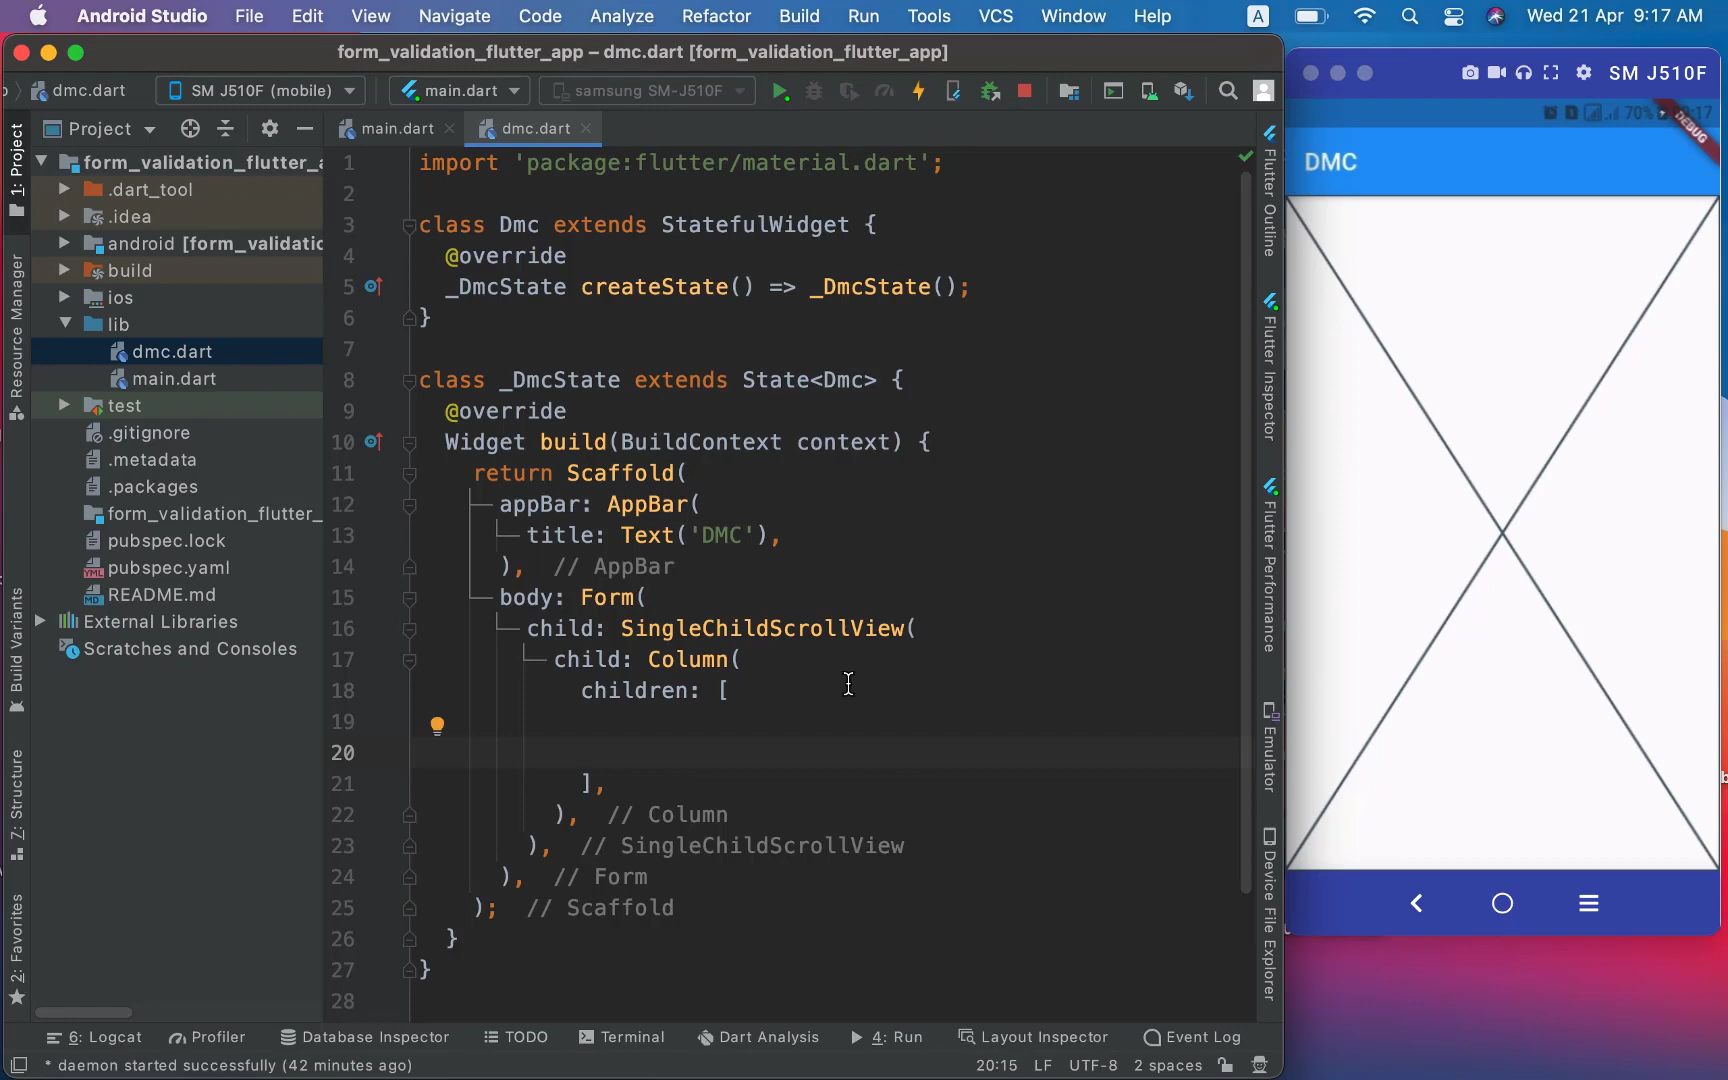 Android Studio File Edit View Navigate Code Analyze Refactor Build Run Tools VCS Window Help A Wed 21 Apr 9:17 AM
form_validation_flutter_app – dmc.dart [form_validation_flutter_app]
dmc.dart SM J510F (mobile) main.dart samsung SM-J510F
SM J510F
Project main.dart dmc.dart
70%
DEBUG
DMC
1: Project
Resource Manager
Build Variants
7: Structure
2: Favorites
form_validation_flutter_a
.dart_tool
.idea
android [form_validatic
build
ios
lib
dmc.dart
main.dart
test
.gitignore
.metadata
.packages
form_validation_flutter_
pubspec.lock
pubspec.yaml
README.md
External Libraries
Scratches and Consoles
1 import 'package:flutter/material.dart';
2
3 class Dmc extends StatefulWidget {
4 @override
5 _DmcState createState() => _DmcState();
6 }
7
8 class _DmcState extends State<Dmc> {
9 @override
10 Widget build(BuildContext context) {
11 return Scaffold(
12 appBar: AppBar(
13 title: Text('DMC'),
14 ), // AppBar
15 body: Form(
16 child: SingleChildScrollView(
17 child: Column(
18 children: [
19
20
21 ],
22 ), // Column
23 ), // SingleChildScrollView
24 ), // Form
25 ); // Scaffold
26 }
27 }
28
Flutter Outline
Flutter Inspector
Flutter Performance
Emulator
Device File Explorer
6: Logcat Profiler Database Inspector TODO Terminal Dart Analysis 4: Run Layout Inspector Event Log
* daemon started successfully (42 minutes ago) 20:15 LF UTF-8 2 spaces